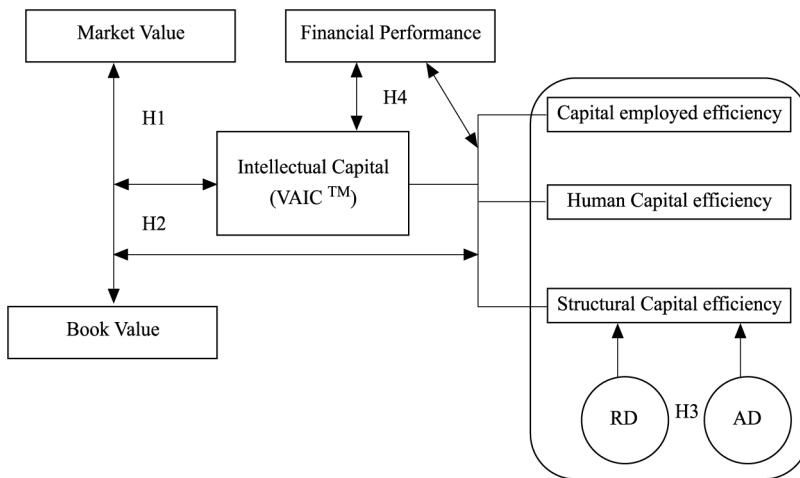 Market Value
Financial Performance
H1
H4
Capital employed efficiency
Intellectual Capital
(VAIC TM)
Human Capital efficiency
H2
Structural Capital efficiency
Book Value
RD
H3
AD